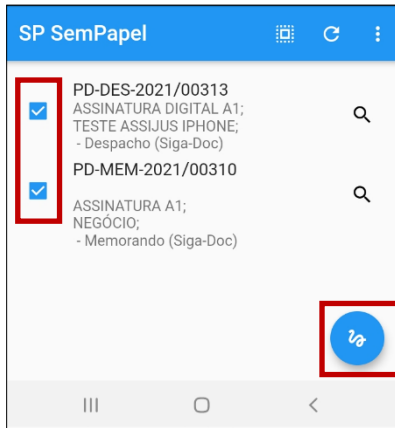 SP SemPapel
PD-DES-2021/00313
ASSINATURA DIGITAL A1;
TESTE ASSIJUS IPHONE;
- Despacho (Siga-Doc)
PD-MEM-2021/00310
ASSINATURA A1;
NEGÓCIO;
- Memorando (Siga-Doc)